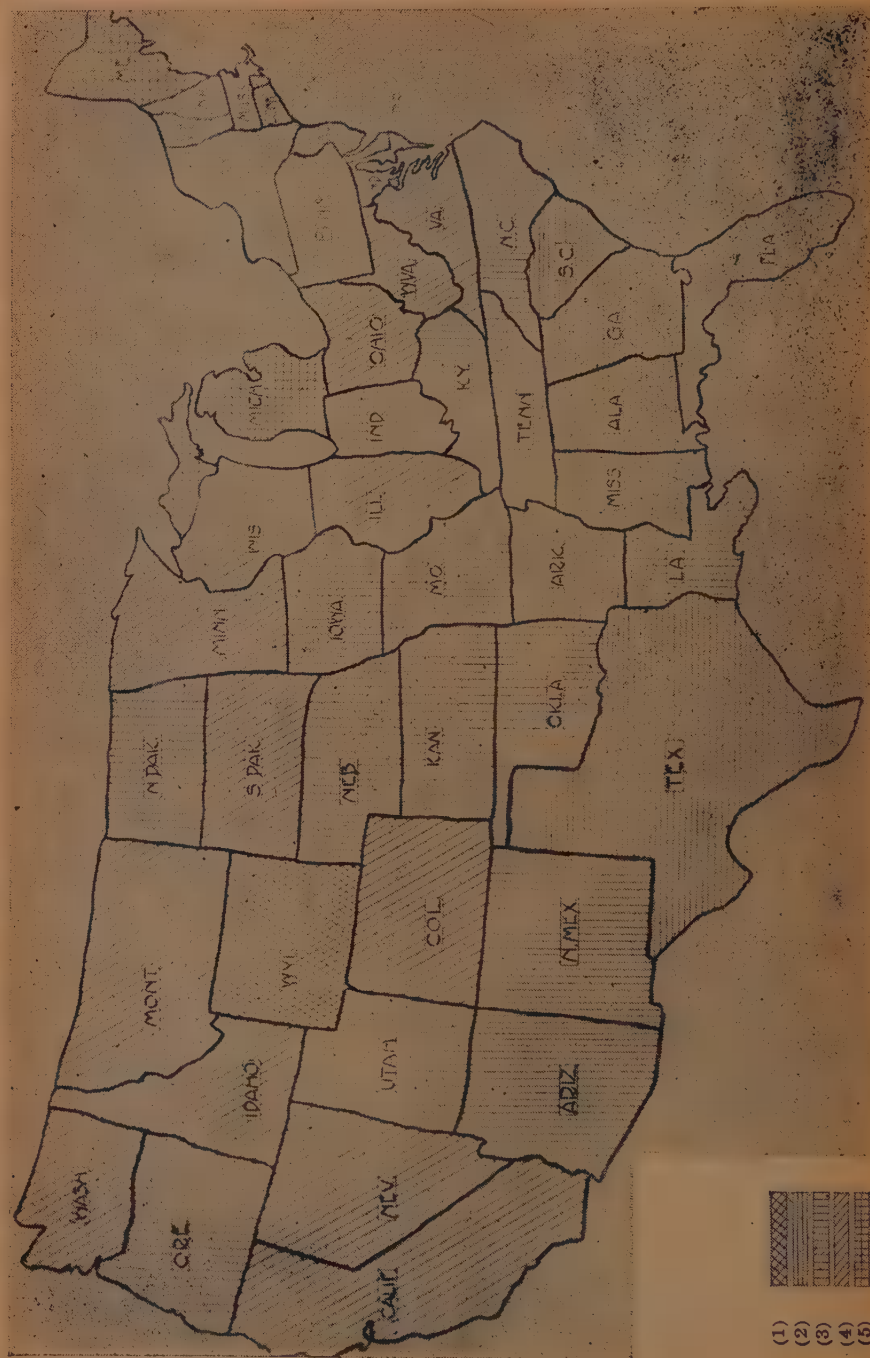 WASH
MONT.
N DAK.
MINN
ORE.
IDAHO
WYI.
S DAK.
WIS
MICH
NEV.
UTAH
COL.
NEB
IOWA.
ILL.
IND
OHIO
CALIF.
KAN
MO.
KY.
W.VA.
VA.
ARIZ.
N.MEX
OKLA
ARK.
TENN
N.C.
S.C.
TEX
LA
MISS
ALA
GA
FLA
(1)
(2)
(3)
(4)
(5)